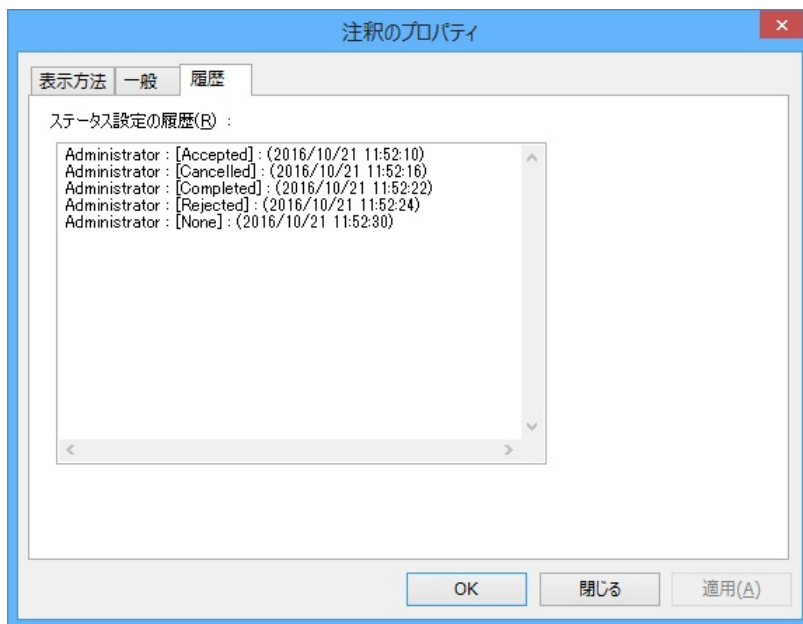 注釈のプロパティ
表示方法 一般 履歴
ステータス設定の履歴(R) :
Administrator : [Accepted] : (2016/10/21 11:52:10)
Administrator : [Cancelled] : (2016/10/21 11:52:16)
Administrator : [Completed] : (2016/10/21 11:52:22)
Administrator : [Rejected] : (2016/10/21 11:52:24)
Administrator : [None] : (2016/10/21 11:52:30)
OK 閉じる 適用(A)